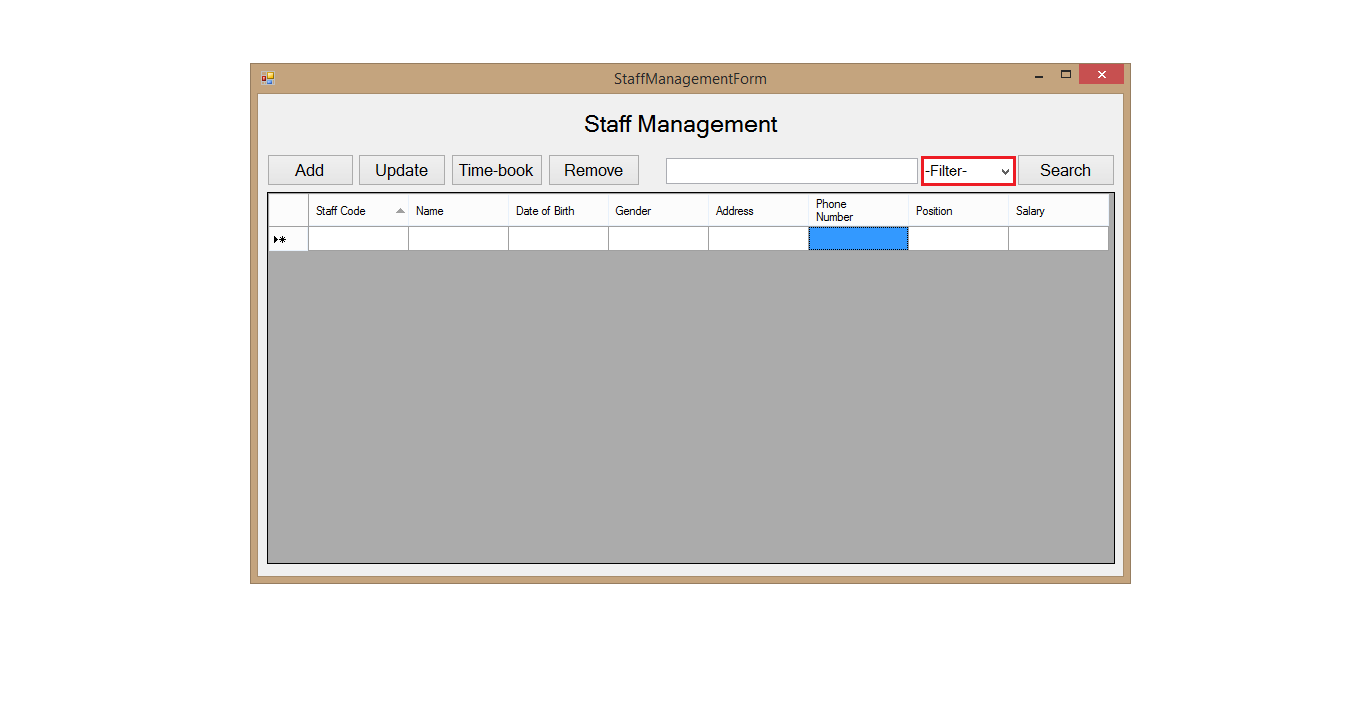 StaffManagementForm
Staff Management
Add Update Time-book Remove -Filter- Search
Staff Code Name Date of Birth Gender Address Phone Number Position Salary